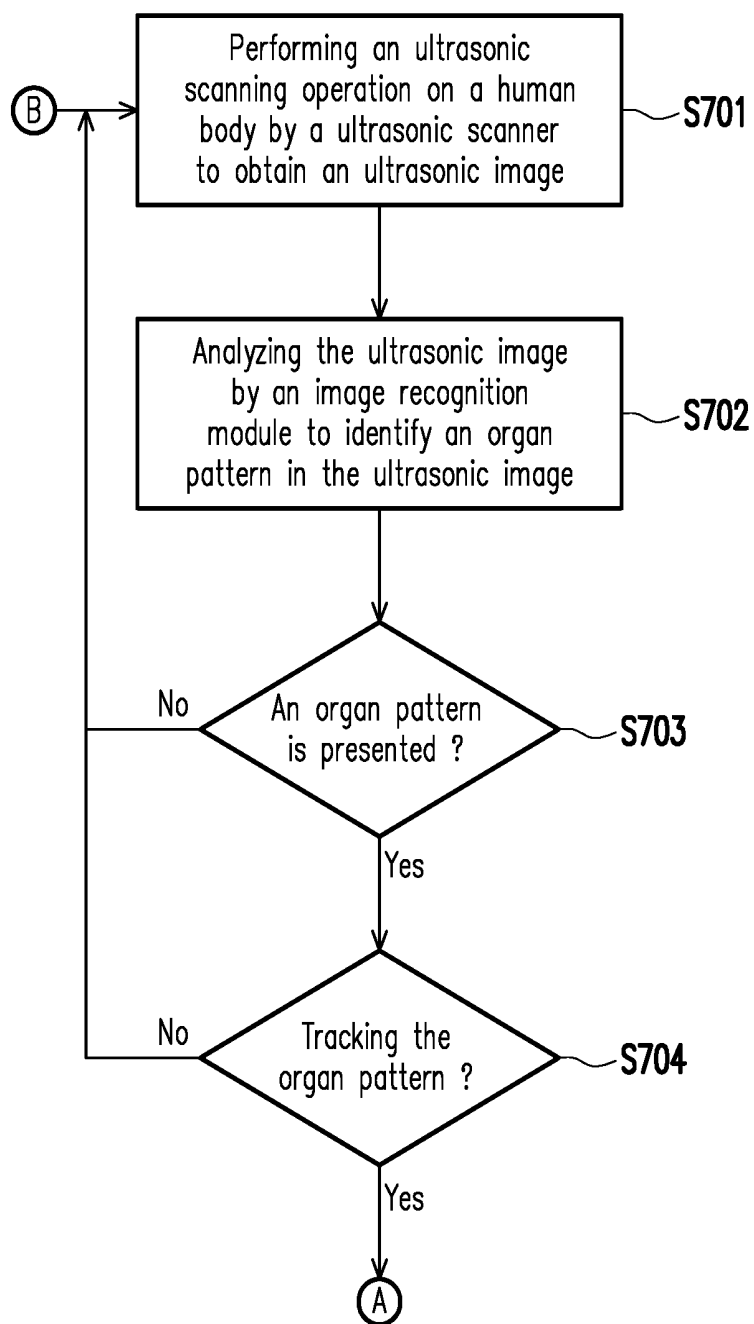 Performing an ultrasonic
scanning operation on a human
body by a ultrasonic scanner
to obtain an ultrasonic image
B
S701
Analyzing the ultrasonic image
by an image recognition
module to identify an organ
pattern in the ultrasonic image
S702
No
An organ pattern
is presented ?
S703
Yes
No
Tracking the
organ pattern ?
S704
Yes
A